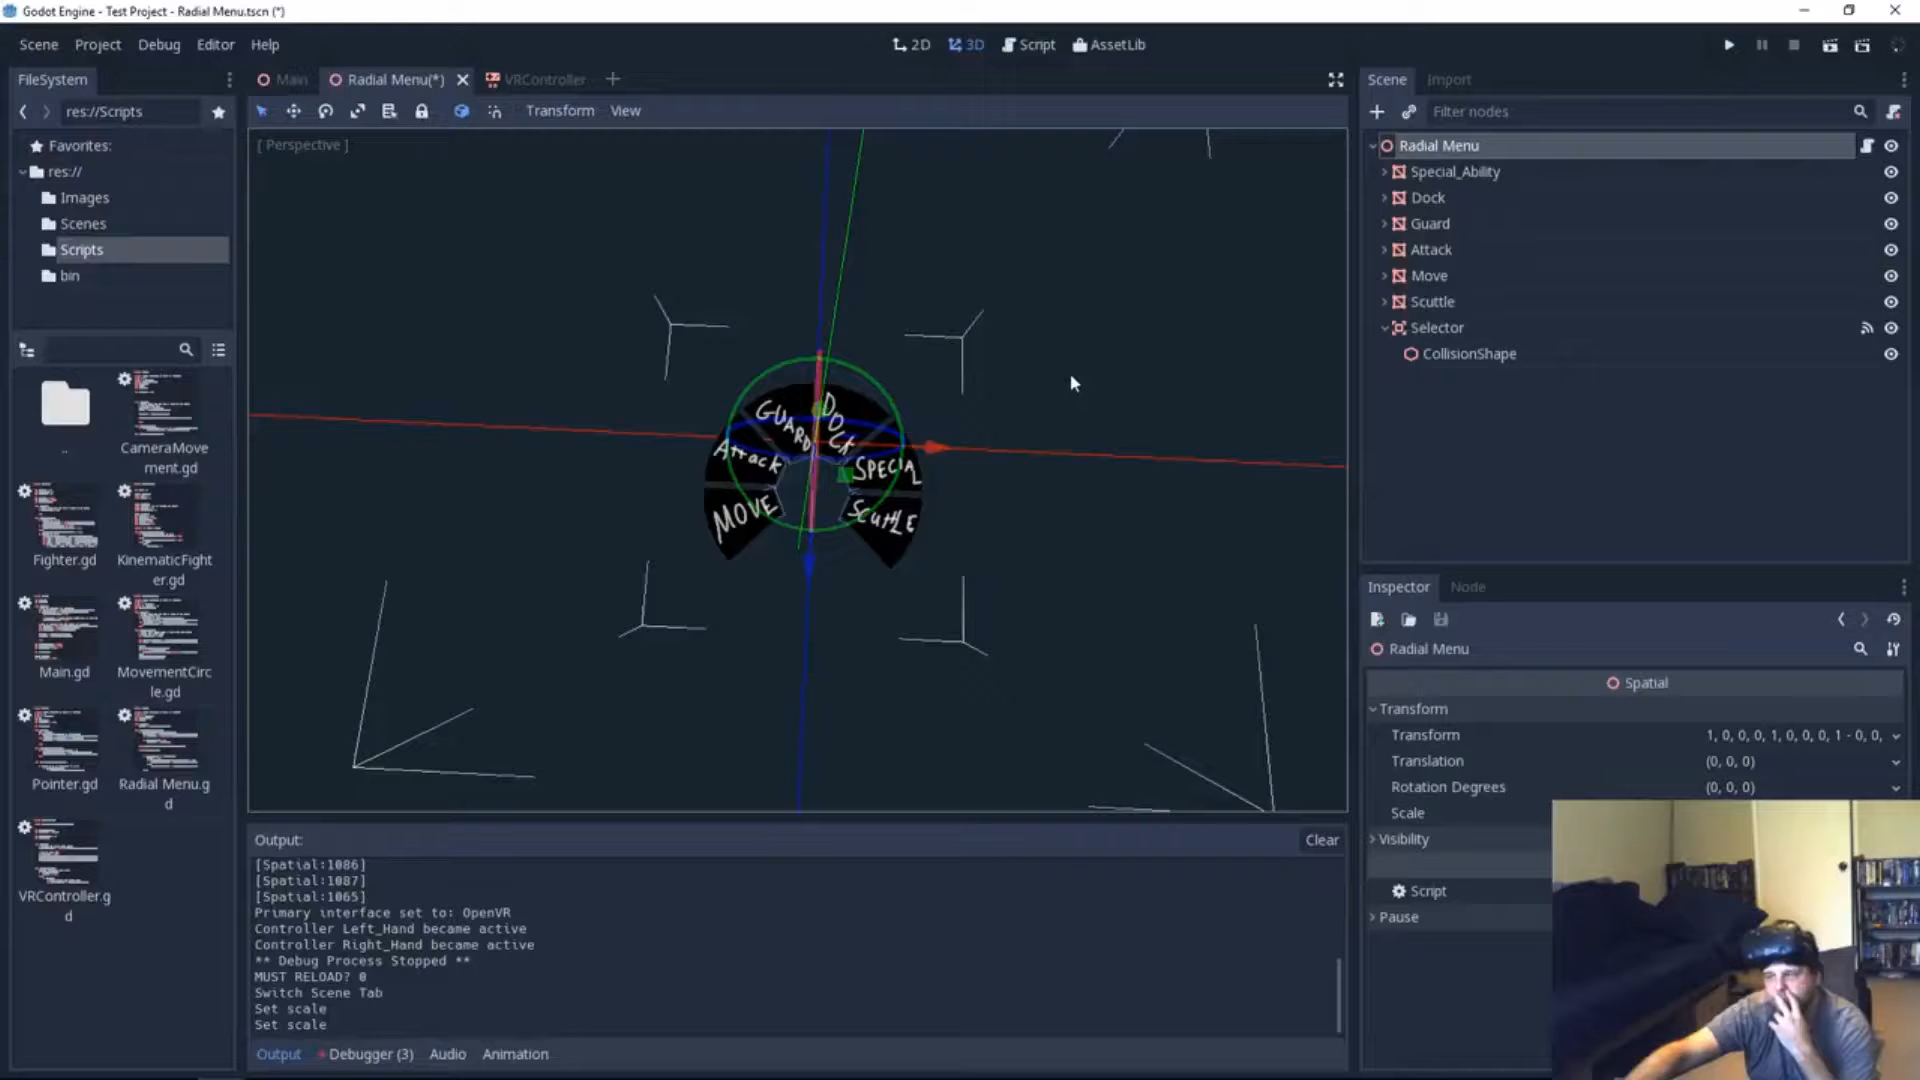 Godot Engine - Test Project - Radial Menu.tscn (*)
Scene Project Debug Editor Help
2D 3D Script AssetLib
FileSystem
Main Radial Menu(*) VRController
Scene Import
res://Scripts
Transform View
Filter nodes
Favorites:
res://
Images
Scenes
Scripts
bin
[ Perspective ]
Radial Menu
Special_Ability
Dock
Guard
Attack
Move
Scuttle
Selector
CollisionShape
..
CameraMove
ment.gd
Fighter.gd
KinematicFight
er.gd
Main.gd
MovementCirc
le.gd
Pointer.gd
Radial Menu.g
d
VRController.g
d
GUARD
DOCK
Attack
SPECIAL
MOVE
ScuttLE
Inspector Node
Radial Menu
Spatial
Transform
Transform 1, 0, 0, 0, 1, 0, 0, 0, 1 - 0, 0,
Translation (0, 0, 0)
Rotation Degrees (0, 0, 0)
Scale
Visibility
Script
Pause
Output:
Clear
[Spatial:1086]
[Spatial:1087]
[Spatial:1065]
Primary interface set to: OpenVR
Controller Left_Hand became active
Controller Right_Hand became active
** Debug Process Stopped **
MUST RELOAD? 0
Switch Scene Tab
Set scale
Set scale
Output Debugger (3) Audio Animation